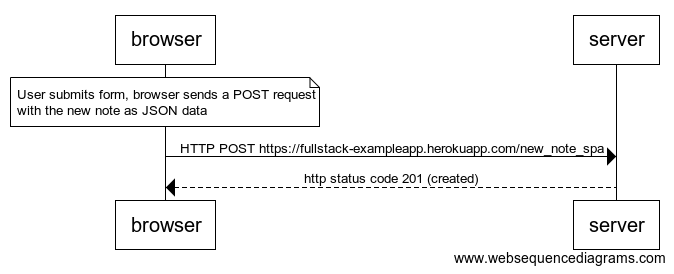 browser
server
User submits form, browser sends a POST request
with the new note as JSON data
HTTP POST https://fullstack-exampleapp.herokuapp.com/new_note_spa
http status code 201 (created)
browser
server
www.websequencediagrams.com